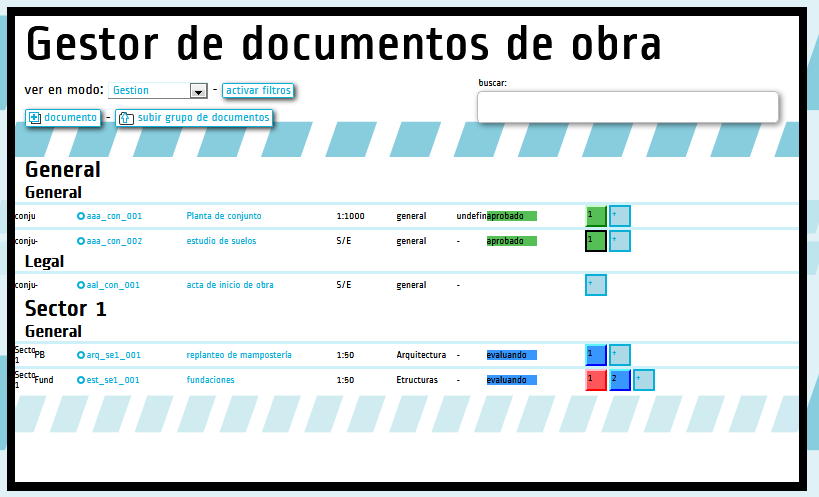 Gestor de documentos de obra
ver en modo: Gestion - activar filtros
buscar:
documento - subir grupo de documentos
General
General
conju aaa_con_001 Planta de conjunto 1:1000 general undefin aprobado 1 +
conju- aaa_con_002 estudio de suelos S/E general - aprobado 1 +
Legal
conju- aal_con_001 acta de inicio de obra S/E general - +
Sector 1
General
Secto 1 PB arq_se1_001 replanteo de mampostería 1:50 Arquitectura - evaluando 1 +
Secto 1 Fund est_se1_001 fundaciones 1:50 Etructuras - evaluando 1 2 +